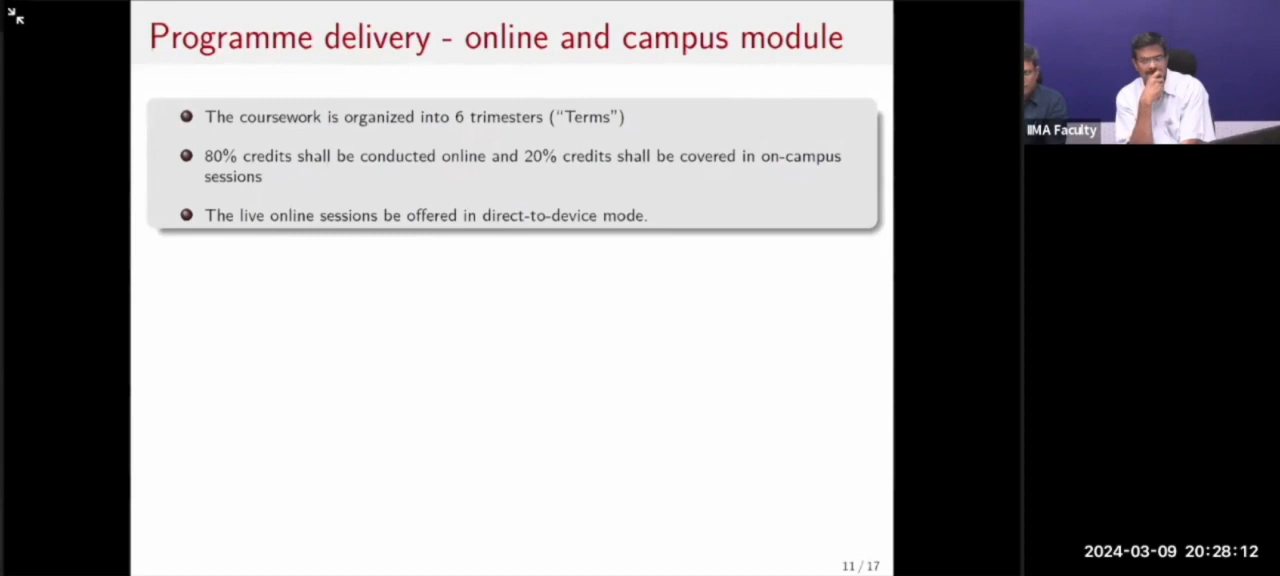 Programme delivery - online and campus module
The coursework is organized into 6 trimesters (“Terms”)
80% credits shall be conducted online and 20% credits shall be covered in on-campus
sessions
The live online sessions be offered in direct-to-device mode.
11 / 17
IIMA Faculty
2024-03-09 20:28:12